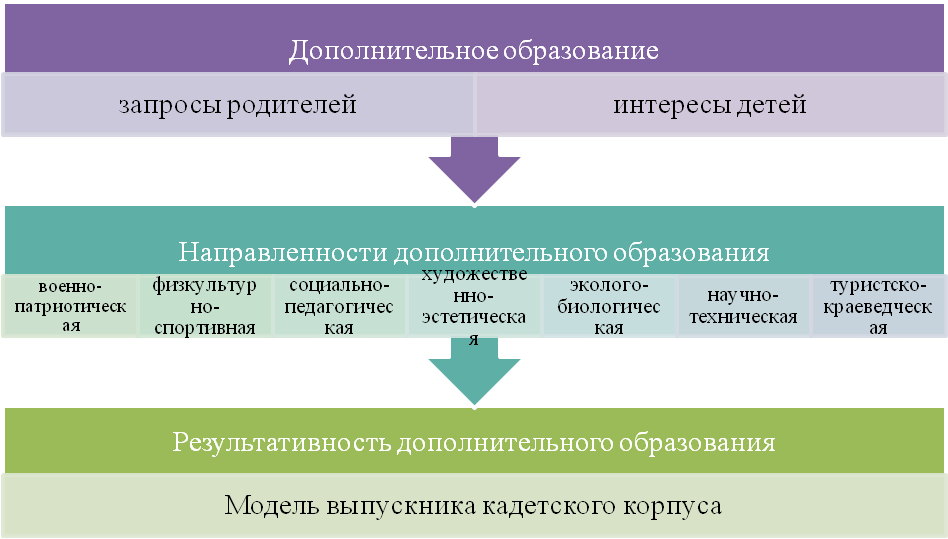 Дополнительное образование
запросы родителей
интересы детей
Направленности дополнительного образования
военно-
патриотическ
ая
физкультур
но-
спортивная
социально-
педагогичес
кая
художестве
нно-
эстетическа
я
эколого-
биологичес
кая
научно-
техническая
туристско-
краеведческ
ая
Результативность дополнительного образования
Модель выпускника кадетского корпуса